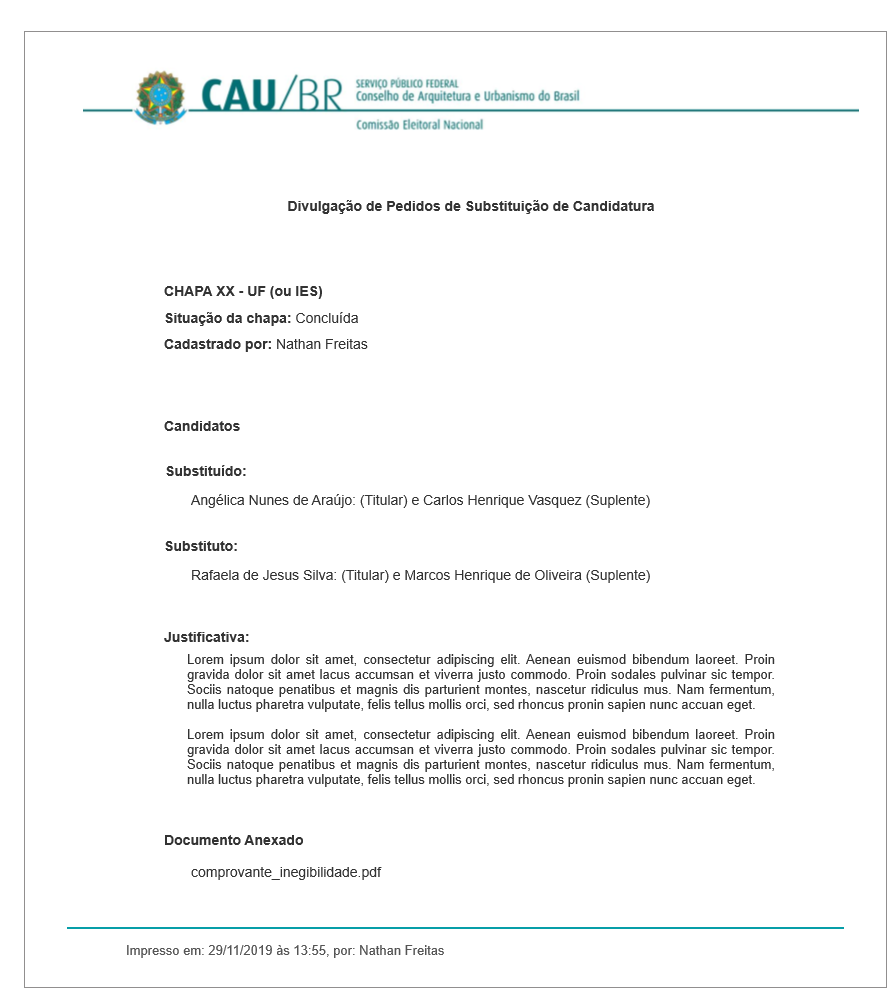 CAU/BR
SERVIÇO PÚBLICO FEDERAL
Conselho de Arquitetura e Urbanismo do Brasil
Comissão Eleitoral Nacional
Divulgação de Pedidos de Substituição de Candidatura
CHAPA XX - UF (ou IES)
Situação da chapa: Concluída
Cadastrado por: Nathan Freitas
Candidatos
Substituído:
Angélica Nunes de Araújo: (Titular) e Carlos Henrique Vasquez (Suplente)
Substituto:
Rafaela de Jesus Silva: (Titular) e Marcos Henrique de Oliveira (Suplente)
Justificativa:
Lorem ipsum dolor sit amet, consectetur adipiscing elit. Aenean euismod bibendum laoreet. Proin
gravida dolor sit amet lacus accumsan et viverra justo commodo. Proin sodales pulvinar sic tempor.
Sociis natoque penatibus et magnis dis parturient montes, nascetur ridiculus mus. Nam fermentum,
nulla luctus pharetra vulputate, felis tellus mollis orci, sed rhoncus pronin sapien nunc accuan eget.
Lorem ipsum dolor sit amet, consectetur adipiscing elit. Aenean euismod bibendum laoreet. Proin
gravida dolor sit amet lacus accumsan et viverra justo commodo. Proin sodales pulvinar sic tempor.
Sociis natoque penatibus et magnis dis parturient montes, nascetur ridiculus mus. Nam fermentum,
nulla luctus pharetra vulputate, felis tellus mollis orci, sed rhoncus pronin sapien nunc accuan eget.
Documento Anexado
comprovante_inegibilidade.pdf
Impresso em: 29/11/2019 às 13:55, por: Nathan Freitas